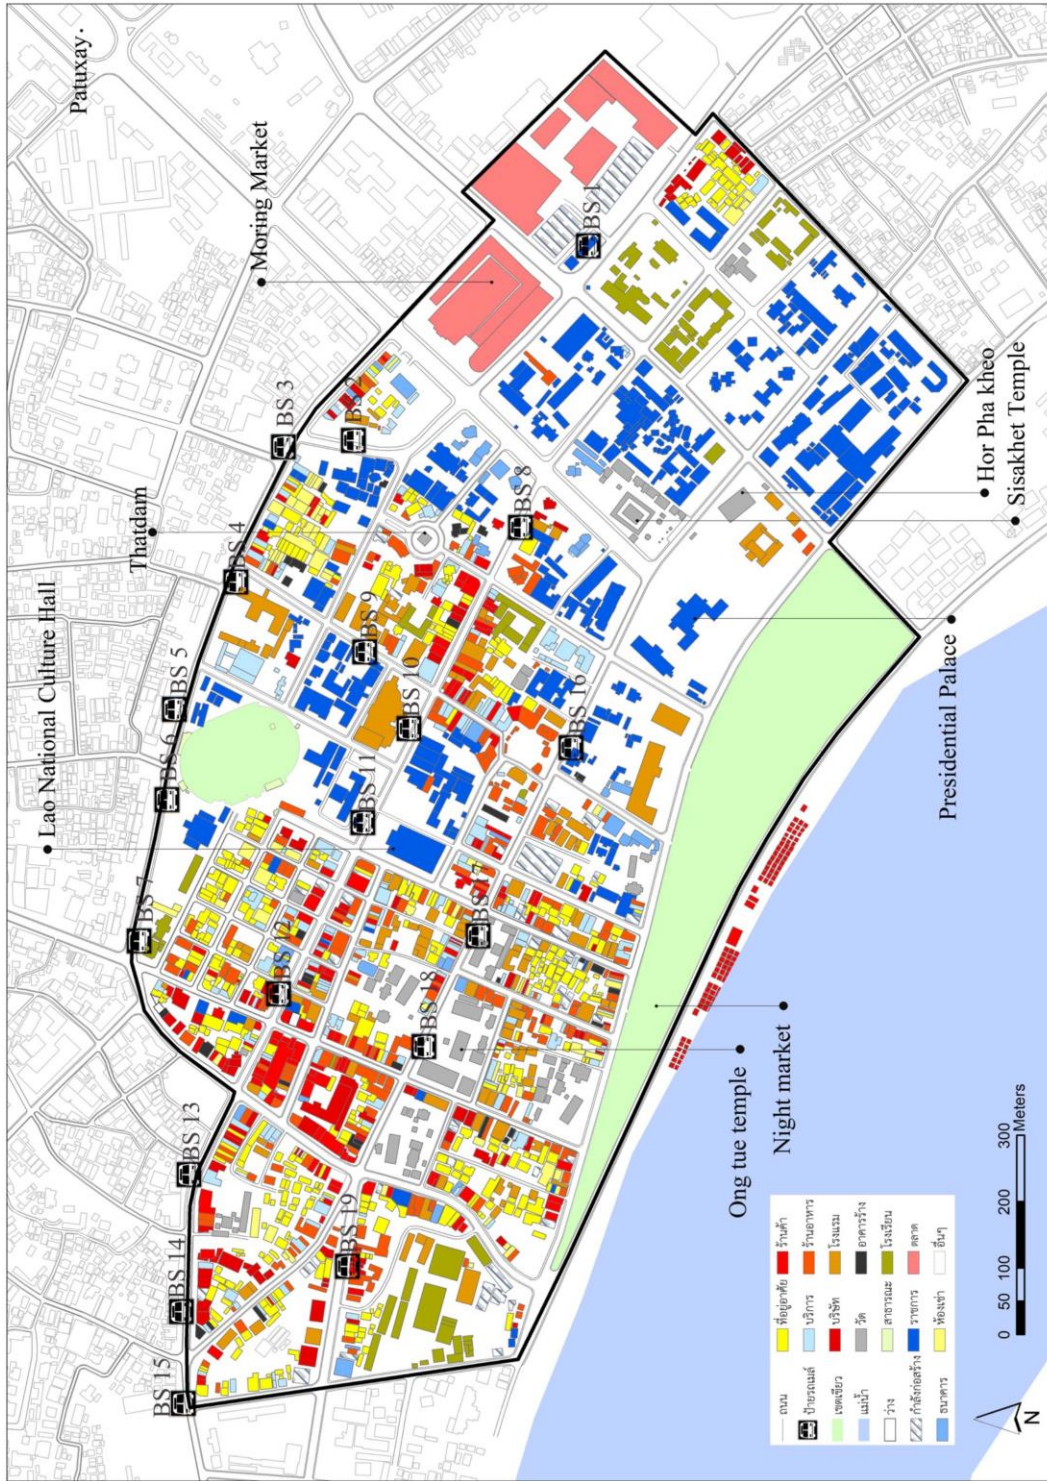 Patuxay.
Moring Market
Thatdam
Lao National Culture Hall
BS 1
BS 2
BS 3
BS 4
BS 5
BS 6
BS 7
BS 8
BS 9
BS 10
BS 11
BS 12
BS 13
BS 14
BS 15
BS 16
BS 17
BS 18
BS 19
Hor Pha kheo
Sisakhet Temple
Presidential Palace
Night market
Ong tue temple
ถนน
ป้ายรถเมล์
เขตเขียว
แม่น้ำ
ว่าง
กำลังก่อสร้าง
ธนาคาร
ที่อยู่อาศัย
บริการ
บริษัท
วัด
สาธารณะ
ราชการ
ห้องเช่า
ร้านค้า
ร้านอาหาร
โรงแรม
อาคารร้าง
โรงเรียน
ตลาด
อื่นๆ
0 50 100 200 300
Meters
N